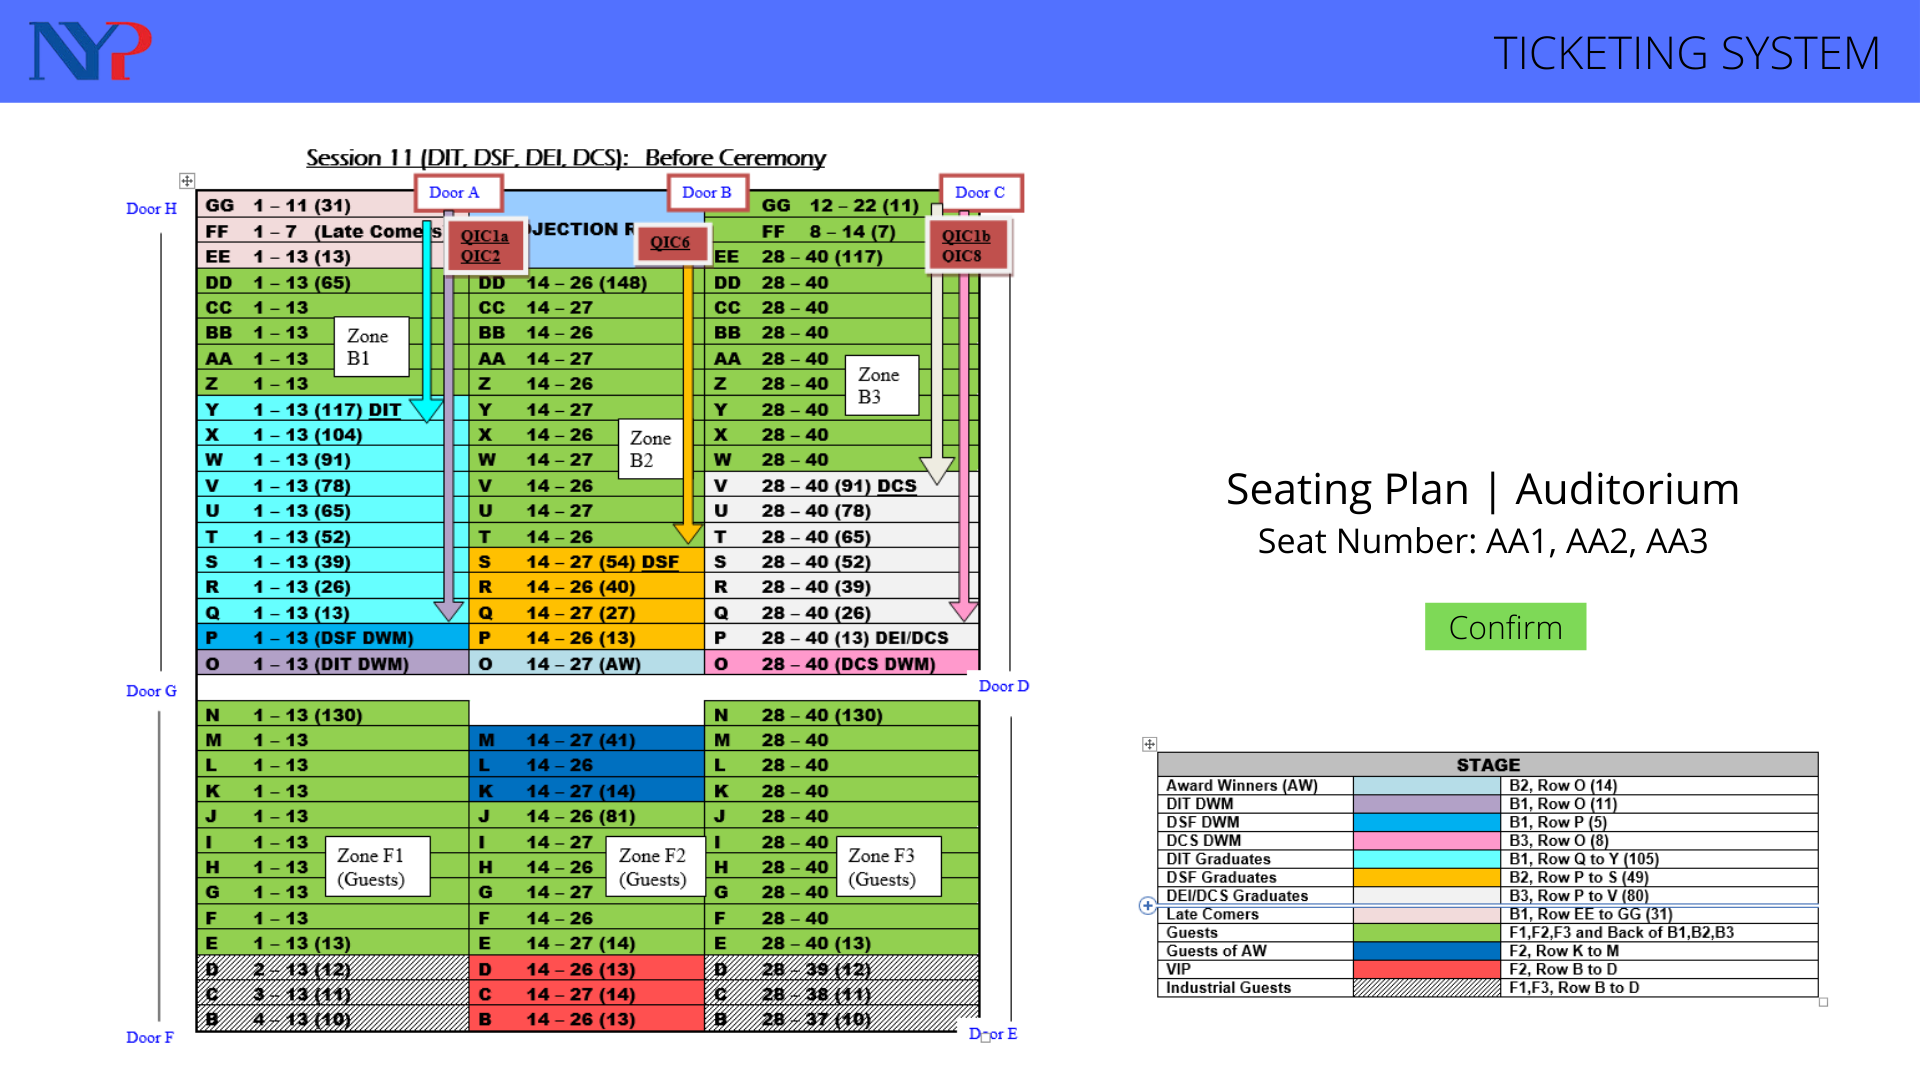 NYP
TICKETING SYSTEM
Session 11 (DIT, DSF, DEI, DCS): Before Ceremony
Door H
Door A
Door B
Door C
GG 1 – 11 (31)
GG 12 – 22 (11)
FF 1 – 7 (Late Comers
QIC1a
QIC2
QIC6
FF 8 – 14 (7)
QIC1b
QIC8
EE 1 – 13 (13)
EE 28 – 40 (117)
DD 1 – 13 (65) DD 14 – 26 (148) DD 28 – 40
CC 1 – 13 CC 14 – 27 CC 28 – 40
BB 1 – 13 BB 14 – 26 BB 28 – 40
Zone
B1
AA 1 – 13 AA 14 – 27 AA 28 – 40
Z 1 – 13 Z 14 – 26 Z 28 – 40
Zone
B3
Y 1 – 13 (117) DIT Y 14 – 27 Y 28 – 40
X 1 – 13 (104) X 14 – 26 X 28 – 40
Zone
B2
W 1 – 13 (91) W 14 – 27 W 28 – 40
V 1 – 13 (78) V 14 – 26 V 28 – 40 (91) DCS
U 1 – 13 (65) U 14 – 27 U 28 – 40 (78)
T 1 – 13 (52) T 14 – 26 T 28 – 40 (65)
S 1 – 13 (39) S 14 – 27 (54) DSF S 28 – 40 (52)
R 1 – 13 (26) R 14 – 26 (40) R 28 – 40 (39)
Q 1 – 13 (13) Q 14 – 27 (27) Q 28 – 40 (26)
P 1 – 13 (DSF DWM) P 14 – 26 (13) P 28 – 40 (13) DEI/DCS
O 1 – 13 (DIT DWM) O 14 – 27 (AW) O 28 – 40 (DCS DWM)
Door G
Door D
N 1 – 13 (130) N 28 – 40 (130)
M 1 – 13 M 14 – 27 (41) M 28 – 40
L 1 – 13 L 14 – 26 L 28 – 40
K 1 – 13 K 14 – 27 (14) K 28 – 40
J 1 – 13 J 14 – 26 (81) J 28 – 40
I 1 – 13 I 14 – 27 I 28 – 40
Zone F1
(Guests)
Zone F2
(Guests)
Zone F3
(Guests)
H 1 – 13 H 14 – 26 H 28 – 40
G 1 – 13 G 14 – 27 G 28 – 40
F 1 – 13 F 14 – 26 F 28 – 40
E 1 – 13 (13) E 14 – 27 (14) E 28 – 40 (13)
D 2 – 13 (12) D 14 – 26 (13) D 28 – 39 (12)
C 3 – 13 (11) C 14 – 27 (14) C 28 – 38 (11)
B 4 – 13 (10) B 14 – 26 (13) B 28 – 37 (10)
Door F
Seating Plan | Auditorium
Seat Number: AA1, AA2, AA3
Confirm
STAGE
Award Winners (AW) B2, Row O (14)
DIT DWM B1, Row O (11)
DSF DWM B1, Row P (5)
DCS DWM B3, Row O (8)
DIT Graduates B1, Row Q to Y (105)
DSF Graduates B2, Row P to S (49)
DEI/DCS Graduates B3, Row P to V (80)
Late Comers B1, Row EE to GG (31)
Guests F1,F2,F3 and Back of B1,B2,B3
Guests of AW F2, Row K to M
VIP F2, Row B to D
Industrial Guests F1,F3, Row B to D